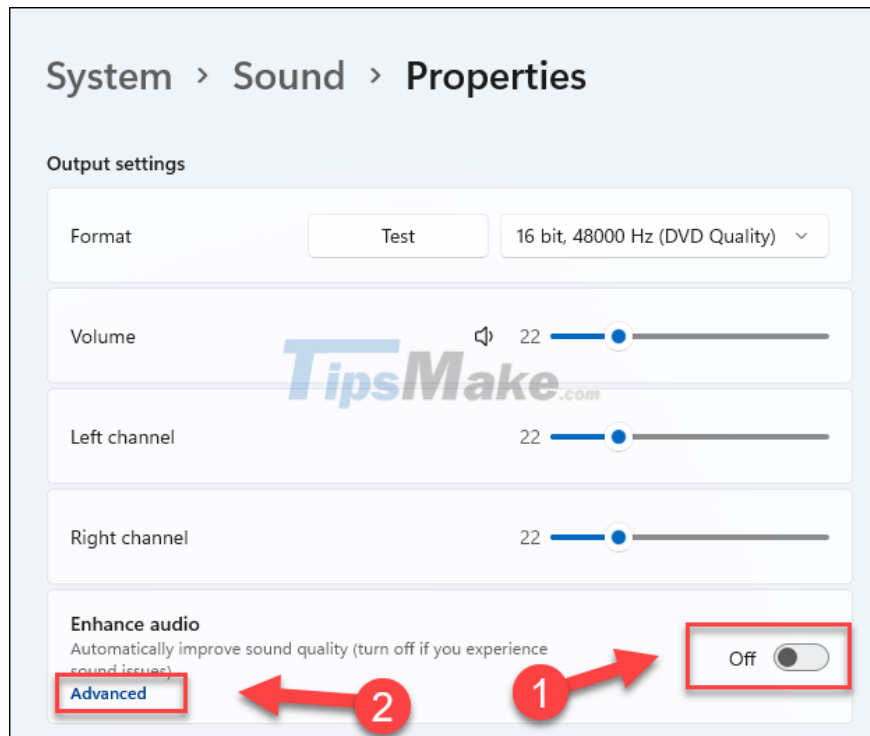 System > Sound > Properties
Output settings
Format Test 16 bit, 48000 Hz (DVD Quality)
Volume 22
TipsMake.com
Left channel 22
Right channel 22
Enhance audio
Automatically improve sound quality (turn off if you experience
sound issues)
Off
Advanced
1
2